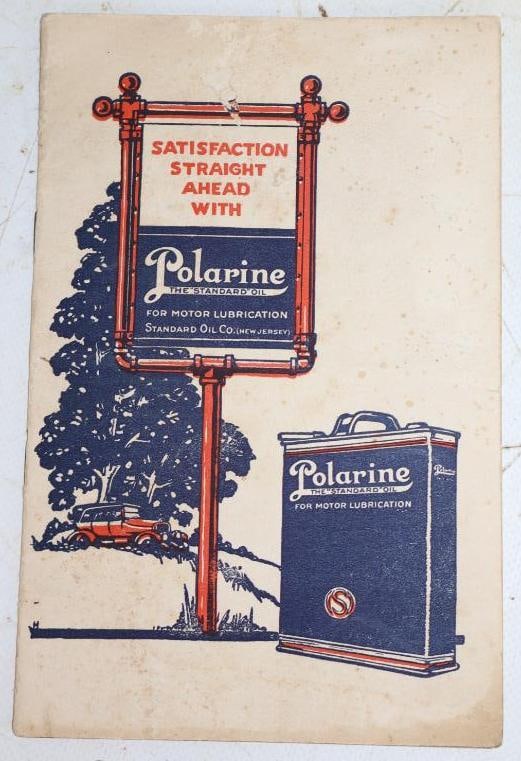 SATISFACTION
STRAIGHT
AHEAD
WITH
Polarine
THE "STANDARD" OIL
FOR MOTOR LUBRICATION
STANDARD OIL CO. (NEW JERSEY)
Polarine
THE "STANDARD" OIL
FOR MOTOR LUBRICATION
Polarine
S
H